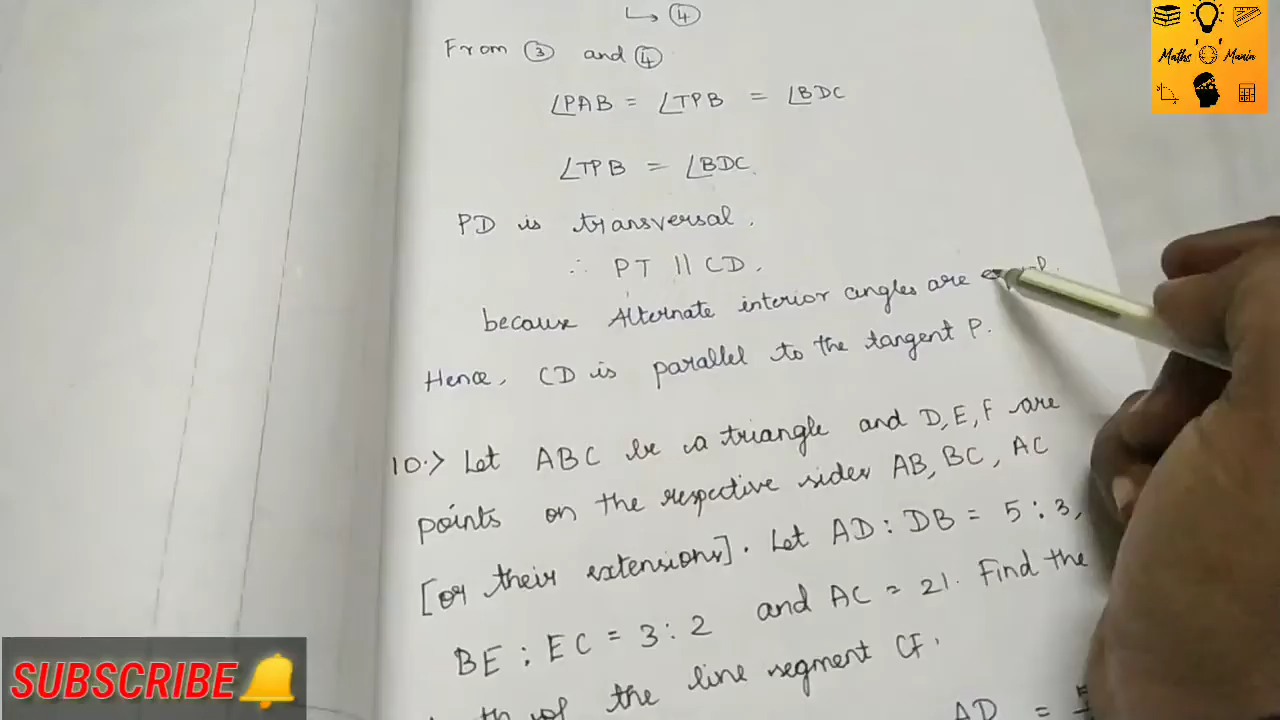 ↳ ④
From ③ and ④
∠PAB = ∠TPB = ∠BDC
∠TPB = ∠BDC.
PD is transversal.
∴ PT || CD.
because Alternate interior angles are
Hence, CD is parallel to the tangent P.
10.> Let ABC be a triangle and D, E, F are
points on the respective sides AB, BC, AC
[or their extensions]. Let AD : DB = 5 : 3,
BE : EC = 3 : 2 and AC = 21. Find the
of the line segment CF.
AD =
Maths Mania
SUBSCRIBE